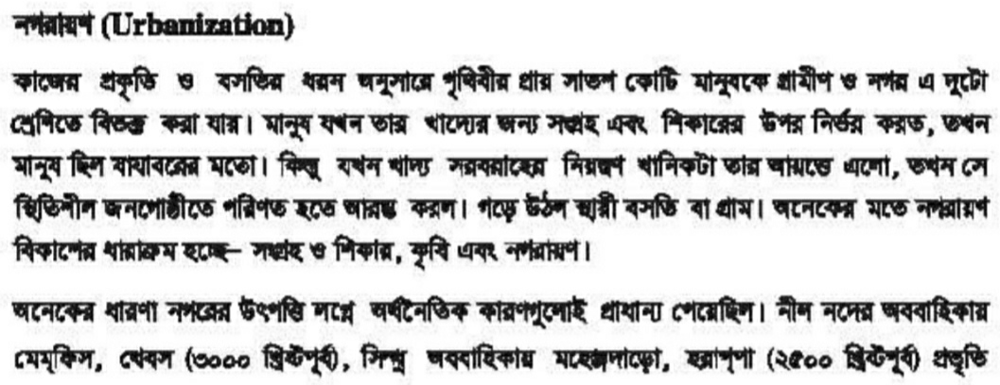 নগরায়ণ (Urbanization)
কাজের প্রকৃতি ও বসতির ধরন অনুসারে পৃথিবীর প্রায় সাতশ কোটি মানুষকে গ্রামীণ ও নগর এ দুটো
শ্রেণিতে বিভক্ত করা যায়। মানুষ যখন তার খাদ্যের জন্য সংগ্রহ এবং শিকারের উপর নির্ভর করত, তখন
মানুষ ছিল যাযাবরের মতো। কিন্তু যখন খাদ্য সরবরাহের নিয়ন্ত্রণ খানিকটা তার আয়ত্তে এলো, তখন সে
স্থিতিশীল জনগোষ্ঠীতে পরিণত হতে আরম্ভ করল। গড়ে উঠল স্থায়ী বসতি বা গ্রাম। অনেকের মতে নগরায়ণ
বিকাশের ধারাক্রম হচ্ছে– সংগ্রহ ও শিকার, কৃষি এবং নগরায়ণ।
অনেকের ধারণা নগরের উৎপত্তি লগ্নে অর্থনৈতিক কারণগুলোই প্রাধান্য পেয়েছিল। নীল নদের অববাহিকায়
মেম্‌ফিস, থেবস (৩০০০ খ্রিষ্টপূর্ব), সিন্ধু অববাহিকায় মহেঞ্জদাড়ো, হরাপ্পা (২৫০০ খ্রিষ্টপূর্ব) প্রভৃতি